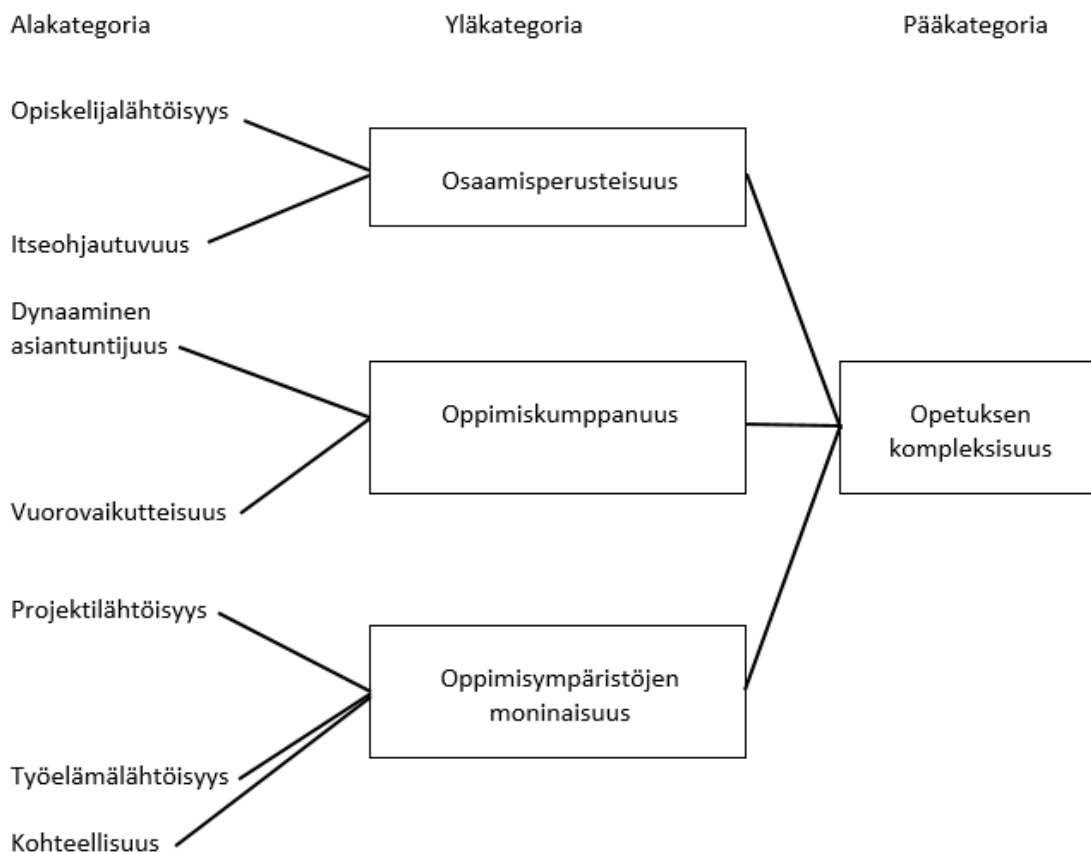 Alakategoria
Yläkategoria
Pääkategoria
Opiskelijalähtöisyys
Itseohjautuvuus
Osaamisperusteisuus
Dynaaminen
asiantuntijuus
Vuorovaikutteisuus
Oppimiskumppanuus
Opetuksen
kompleksisuus
Projektilähtöisyys
Työelämälähtöisyys
Kohteellisuus
Oppimisympäristöjen
moninaisuus